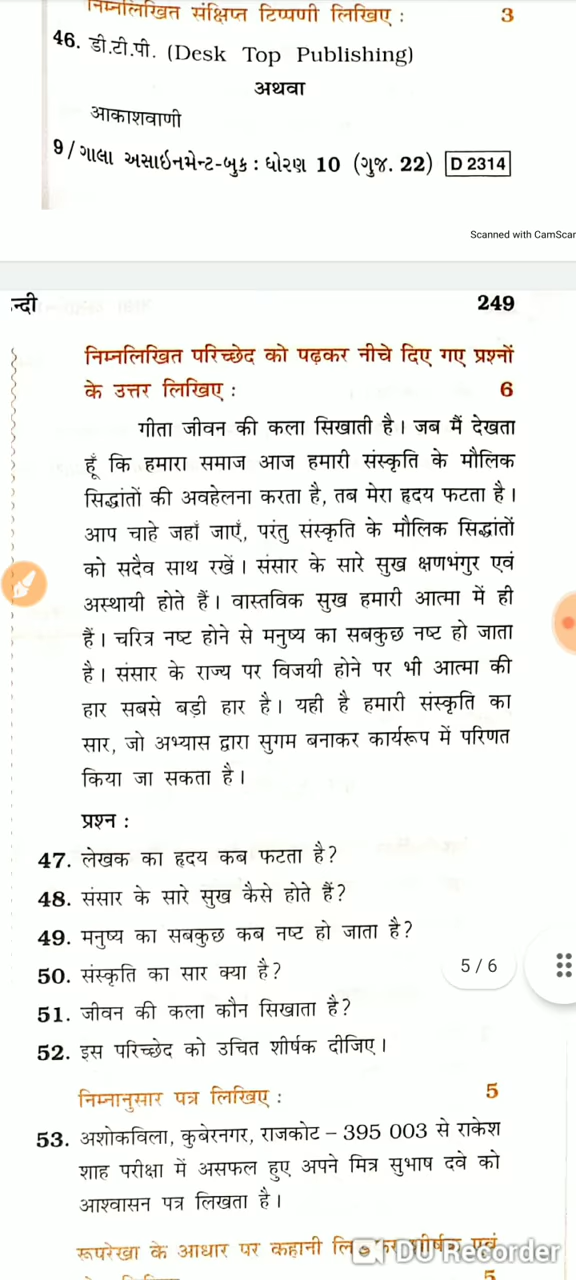 निम्नलिखित संक्षिप्त टिप्पणी लिखिए : 3
46. डी.टी.पी. (Desk Top Publishing)
अथवा
आकाशवाणी
9 / ગાલા અસાઇનમેન્ટ-બુક : ધોરણ 10 (ગુજ. 22) D 2314
Scanned with CamScan
न्दी 249
निम्नलिखित परिच्छेद को पढ़कर नीचे दिए गए प्रश्नों
के उत्तर लिखिए : 6
गीता जीवन की कला सिखाती है। जब मैं देखता
हूँ कि हमारा समाज आज हमारी संस्कृति के मौलिक
सिद्धांतों की अवहेलना करता है, तब मेरा हृदय फटता है।
आप चाहे जहाँ जाएँ, परंतु संस्कृति के मौलिक सिद्धांतों
को सदैव साथ रखें। संसार के सारे सुख क्षणभंगुर एवं
अस्थायी होते हैं। वास्तविक सुख हमारी आत्मा में ही
हैं। चरित्र नष्ट होने से मनुष्य का सबकुछ नष्ट हो जाता
है। संसार के राज्य पर विजयी होने पर भी आत्मा की
हार सबसे बड़ी हार है। यही है हमारी संस्कृति का
सार, जो अभ्यास द्वारा सुगम बनाकर कार्यरूप में परिणत
किया जा सकता है।
प्रश्न :
47. लेखक का हृदय कब फटता है?
48. संसार के सारे सुख कैसे होते हैं?
49. मनुष्य का सबकुछ कब नष्ट हो जाता है?
50. संस्कृति का सार क्या है? 5 / 6
51. जीवन की कला कौन सिखाता है?
52. इस परिच्छेद को उचित शीर्षक दीजिए।
निम्नानुसार पत्र लिखिए : 5
53. अशोकविला, कुबेरनगर, राजकोट – 395 003 से राकेश
शाह परीक्षा में असफल हुए अपने मित्र सुभाष दवे को
आश्वासन पत्र लिखता है।
रूपरेखा के आधार पर कहानी शीर्षक एवं
DU Recorder
5